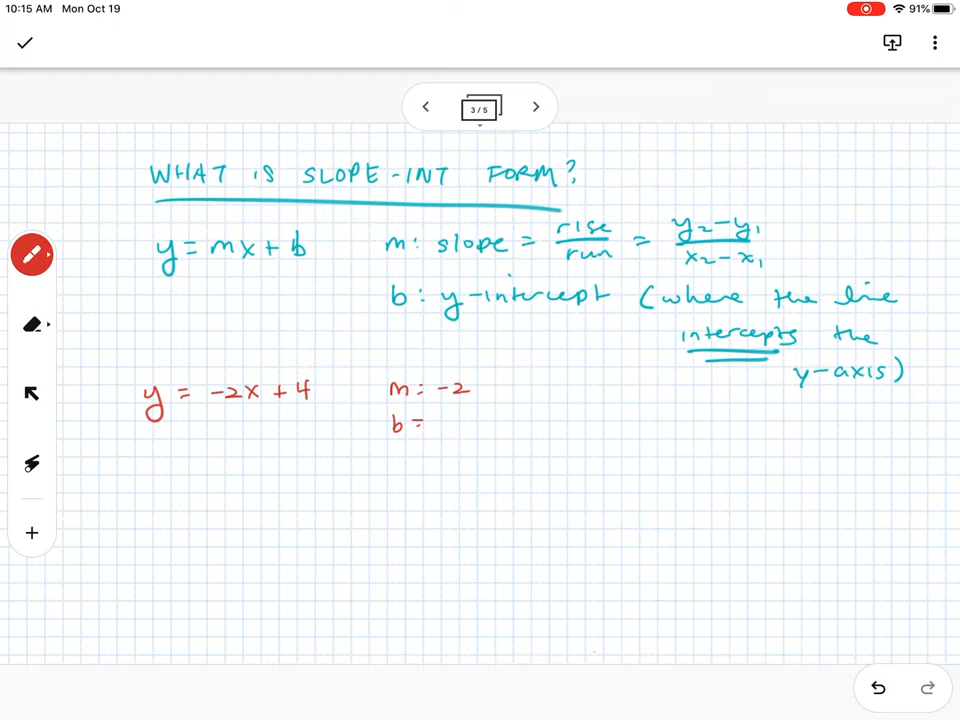 10:15 AM Mon Oct 19
91%
3 / 5
WHAT IS SLOPE-INT FORM?
y = mx + b
m: slope = rise/run = y₂-y₁/x₂-x₁
b: y-intercept (where the line
intercepts the
y-axis)
y = -2x + 4
m: -2
b =